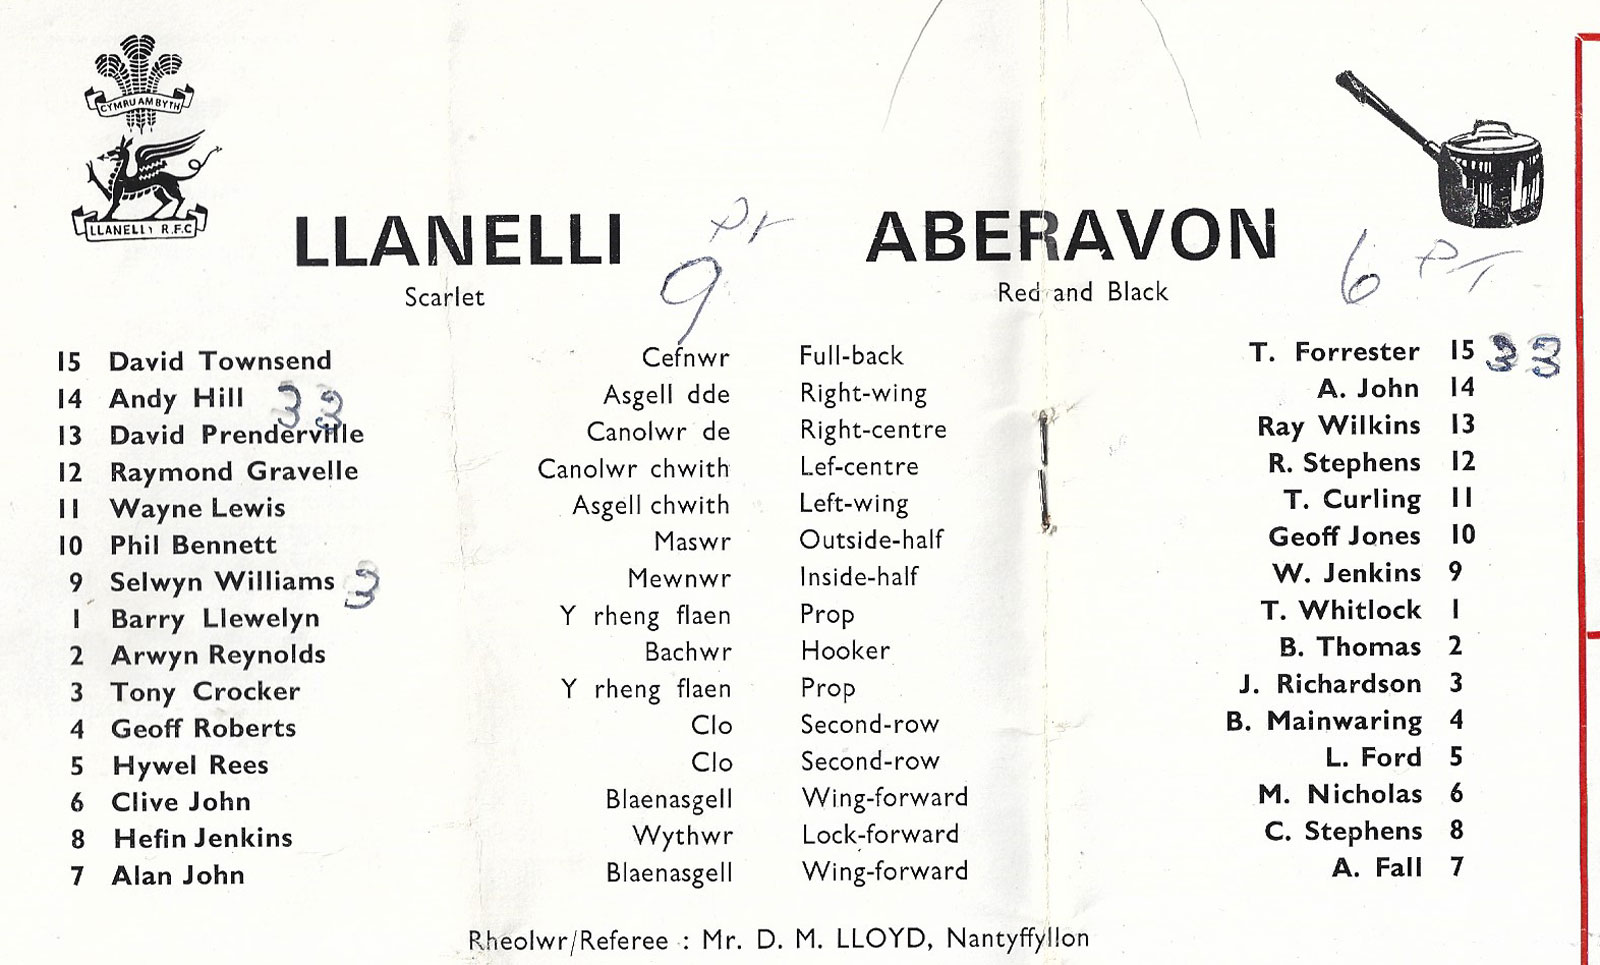 CYMRU AM BYTH
LLANELLI R.F.C
LLANELLI Pt ABERAVON
9 6 PT
Scarlet Red and Black
15 David Townsend Cefnwr Full-back T. Forrester 15 3 3
14 Andy Hill 3 3 Asgell dde Right-wing A. John 14
13 David Prenderville Canolwr de Right-centre Ray Wilkins 13
12 Raymond Gravelle Canolwr chwith Lef-centre R. Stephens 12
11 Wayne Lewis Asgell chwith Left-wing T. Curling 11
10 Phil Bennett Maswr Outside-half Geoff Jones 10
9 Selwyn Williams 3 Mewnwr Inside-half W. Jenkins 9
1 Barry Llewelyn Y rheng flaen Prop T. Whitlock 1
2 Arwyn Reynolds Bachwr Hooker B. Thomas 2
3 Tony Crocker Y rheng flaen Prop J. Richardson 3
4 Geoff Roberts Clo Second-row B. Mainwaring 4
5 Hywel Rees Clo Second-row L. Ford 5
6 Clive John Blaenasgell Wing-forward M. Nicholas 6
8 Hefin Jenkins Wythwr Lock-forward C. Stephens 8
7 Alan John Blaenasgell Wing-forward A. Fall 7
Rheolwr/Referee : Mr. D. M. LLOYD, Nantyffyllon